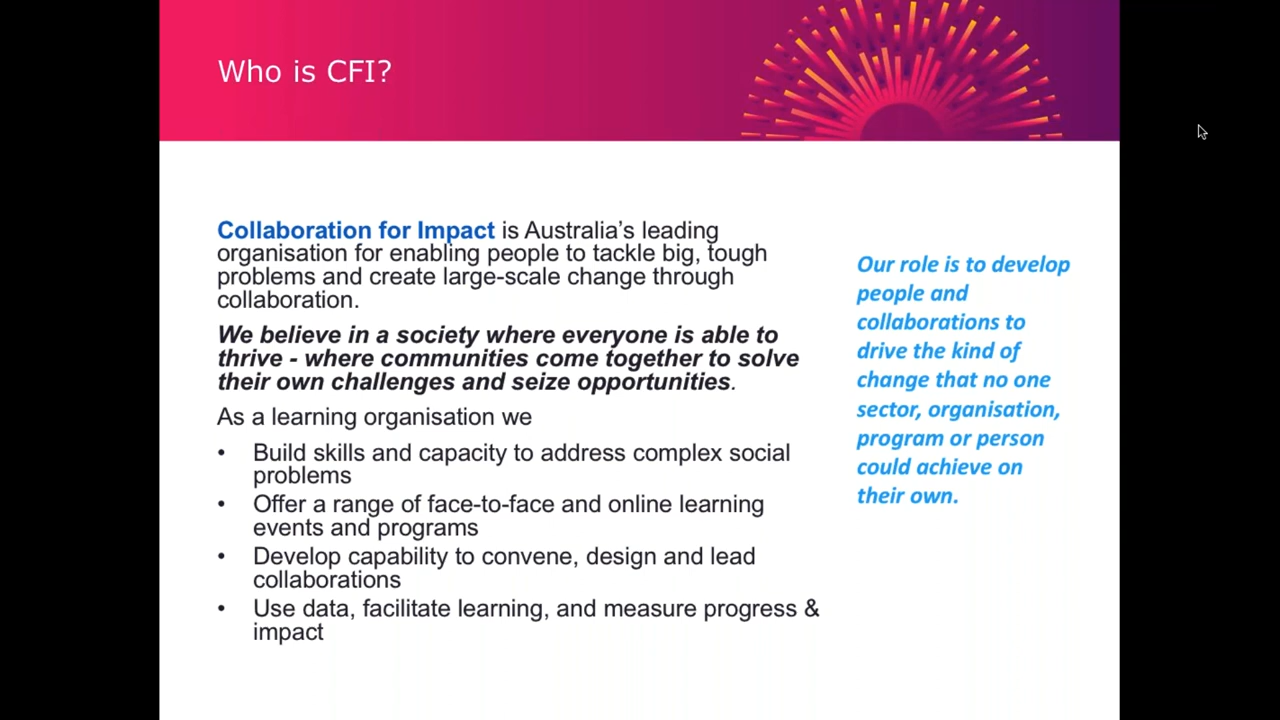 Who is CFI?
Collaboration for Impact is Australia’s leading
organisation for enabling people to tackle big, tough
problems and create large-scale change through
collaboration.
We believe in a society where everyone is able to
thrive - where communities come together to solve
their own challenges and seize opportunities.
As a learning organisation we
• Build skills and capacity to address complex social
problems
• Offer a range of face-to-face and online learning
events and programs
• Develop capability to convene, design and lead
collaborations
• Use data, facilitate learning, and measure progress &
impact
Our role is to develop
people and
collaborations to
drive the kind of
change that no one
sector, organisation,
program or person
could achieve on
their own.